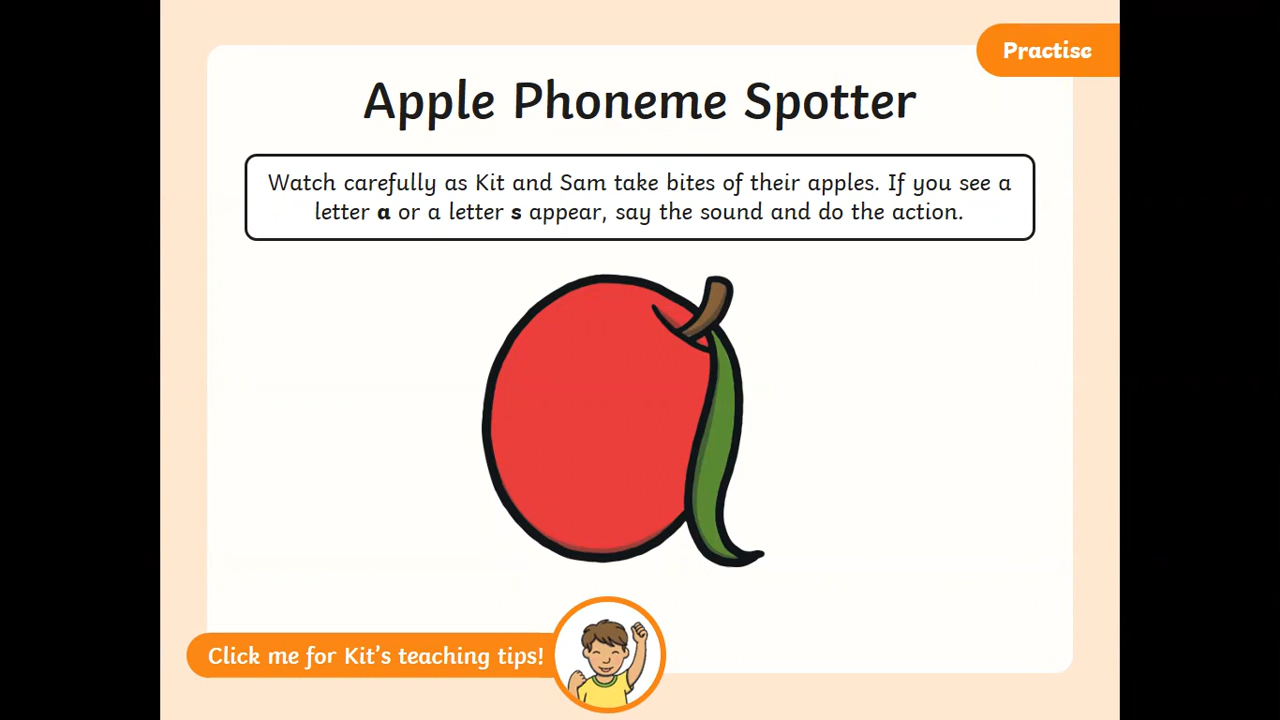 Practise
Apple Phoneme Spotter
Watch carefully as Kit and Sam take bites of their apples. If you see a
letter a or a letter s appear, say the sound and do the action.
Click me for Kit's teaching tips!